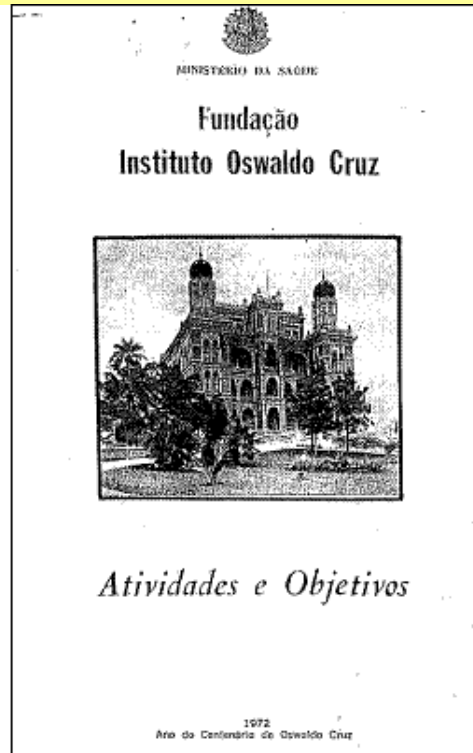 MINISTÉRIO DA SAÚDE
Fundação
Instituto Oswaldo Cruz
Atividades e Objetivos
1972
Ano do Centenário de Oswaldo Cruz